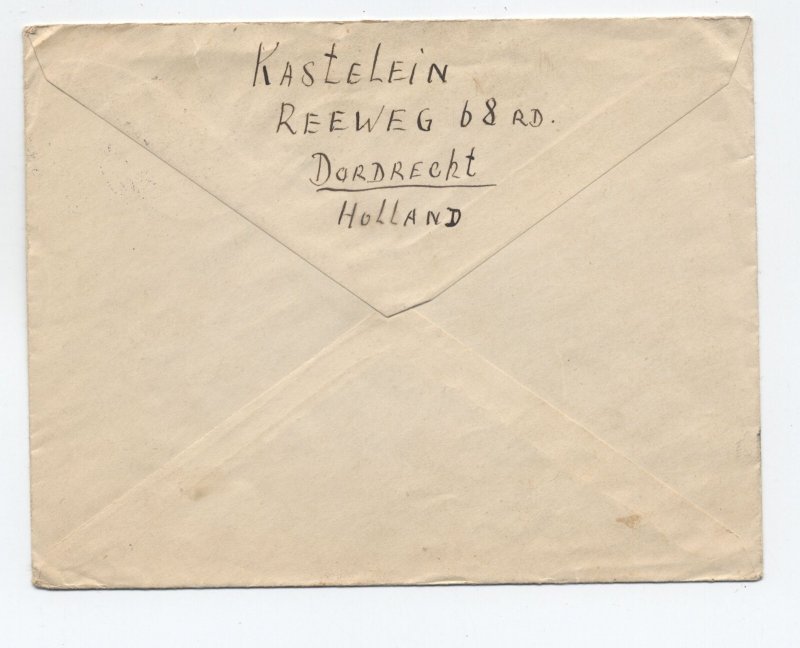 KAStELEiN
REEWEG 68 RD.
DORDREcht
HOLLAND